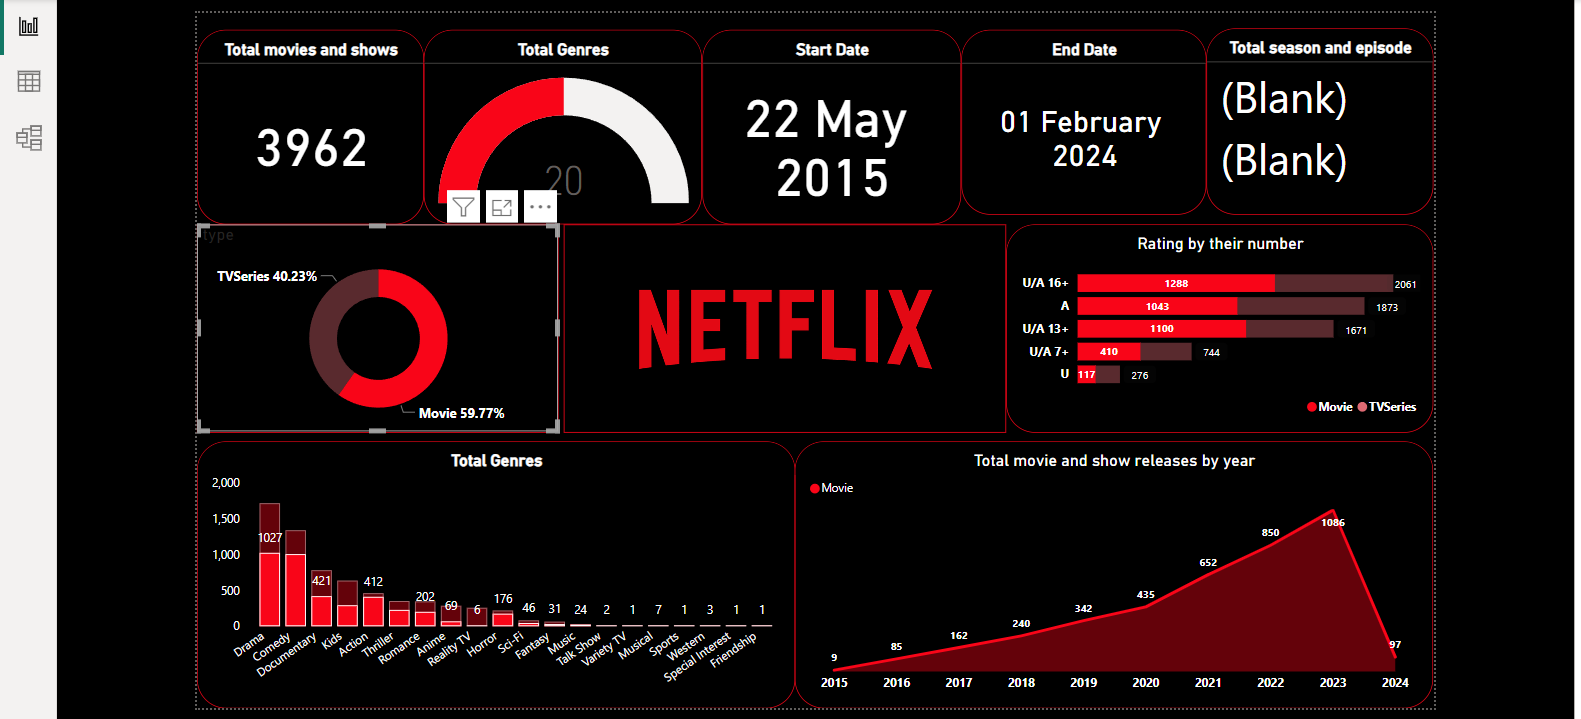 Total movies and shows
3962
Total Genres
20
Start Date
22 May
2015
End Date
01 February
2024
Total season and episode
(Blank)
(Blank)
type
TVSeries 40.23%
Movie 59.77%
NETFLIX
Rating by their number
U/A 16+ 1288 2061
A 1043 1873
U/A 13+ 1100 1671
U/A 7+ 410 744
U 117 276
Movie TVSeries
Total Genres
2,000
1,500
1,000
500
0
1027 421 412 202 69 6 176 46 31 24 2 1 7 1 3 1 1
Drama Comedy Documentary Kids Action Thriller Romance Anime Reality TV Horror Sci-Fi Fantasy Music Talk Show Variety TV Musical Sports Western Special Interest Friendship
Total movie and show releases by year
Movie
9 85 162 240 342 435 652 850 1086 97
2015 2016 2017 2018 2019 2020 2021 2022 2023 2024